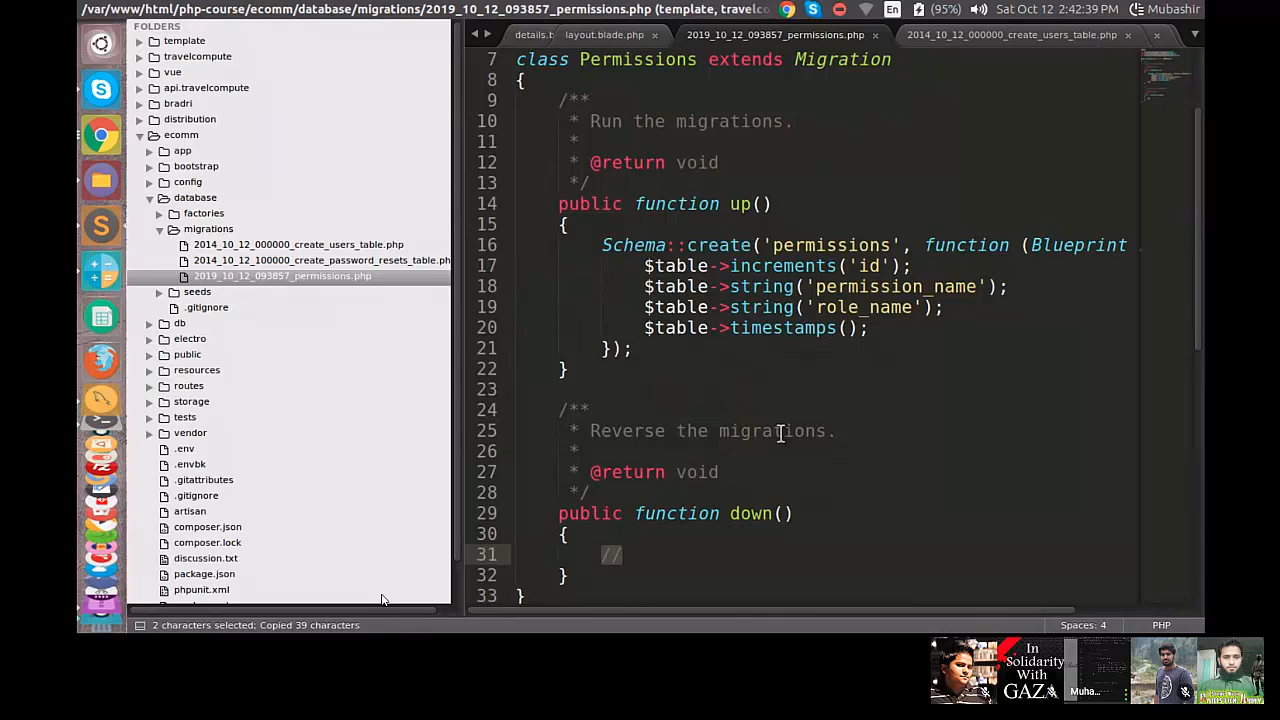 /var/www/html/php-course/ecomm/database/migrations/2019_10_12_093857_permissions.php (template, travelco
En
(95%)
Sat Oct 12 2:42:39 PM
Mubashir
FOLDERS
template
travelcompute
vue
api.travelcompute
bradri
distribution
ecomm
app
bootstrap
config
database
factories
migrations
2014_10_12_000000_create_users_table.php
2014_10_12_100000_create_password_resets_table.ph
2019_10_12_093857_permissions.php
seeds
.gitignore
db
electro
public
resources
routes
storage
tests
vendor
.env
.envbk
.gitattributes
.gitignore
artisan
composer.json
composer.lock
discussion.txt
package.json
phpunit.xml
details.b
layout.blade.php ×
2019_10_12_093857_permissions.php ×
2014_10_12_000000_create_users_table.php ×
×
7 class Permissions extends Migration
8 {
9 /**
10 * Run the migrations.
11 *
12 * @return void
13 */
14 public function up()
15 {
16 Schema::create('permissions', function (Blueprint
17 $table->increments('id');
18 $table->string('permission_name');
19 $table->string('role_name');
20 $table->timestamps();
21 });
22 }
23
24 /**
25 * Reverse the migrations.
26 *
27 * @return void
28 */
29 public function down()
30 {
31 //
32 }
33 }
2 characters selected; Copied 39 characters
Spaces: 4
PHP
In
Solidarity
With
GAZA
Muha...